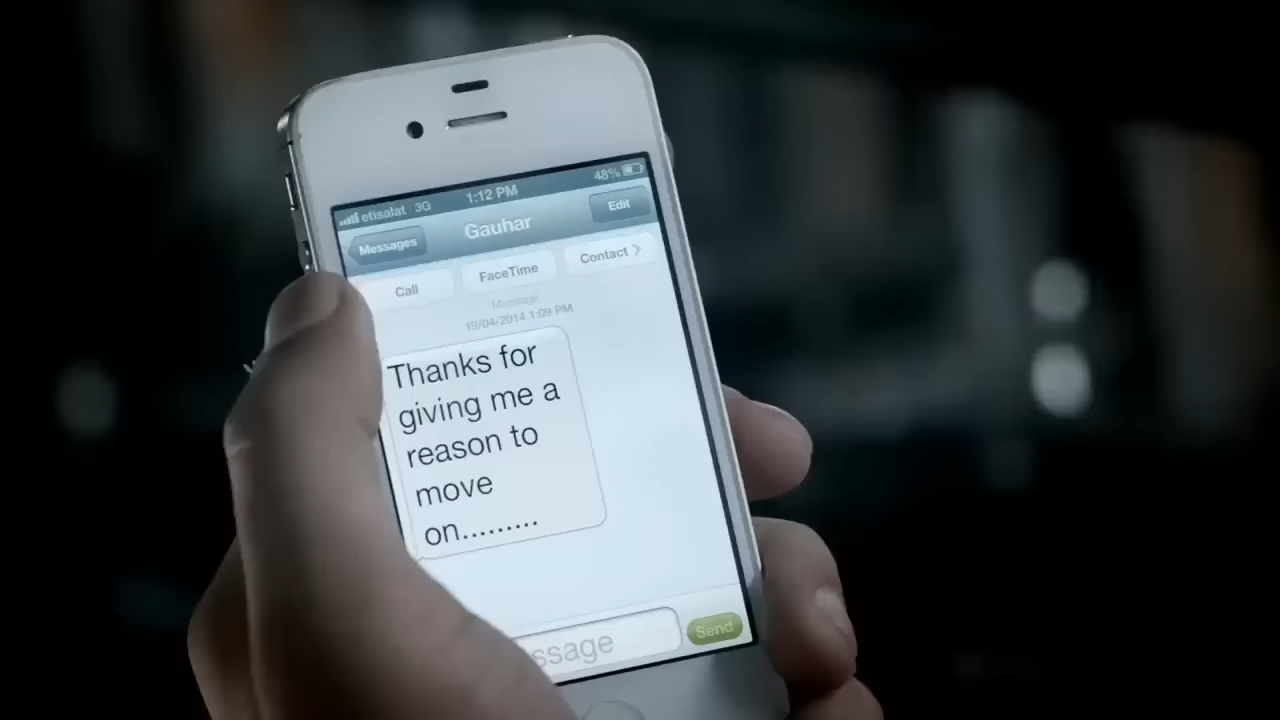 etisalat 3G 1:12 PM 48%
Messages Gauhar Edit
Call FaceTime Contact
Message
19/04/2014 1:09 PM
Thanks for
giving me a
reason to
move
on.........
ssage Send